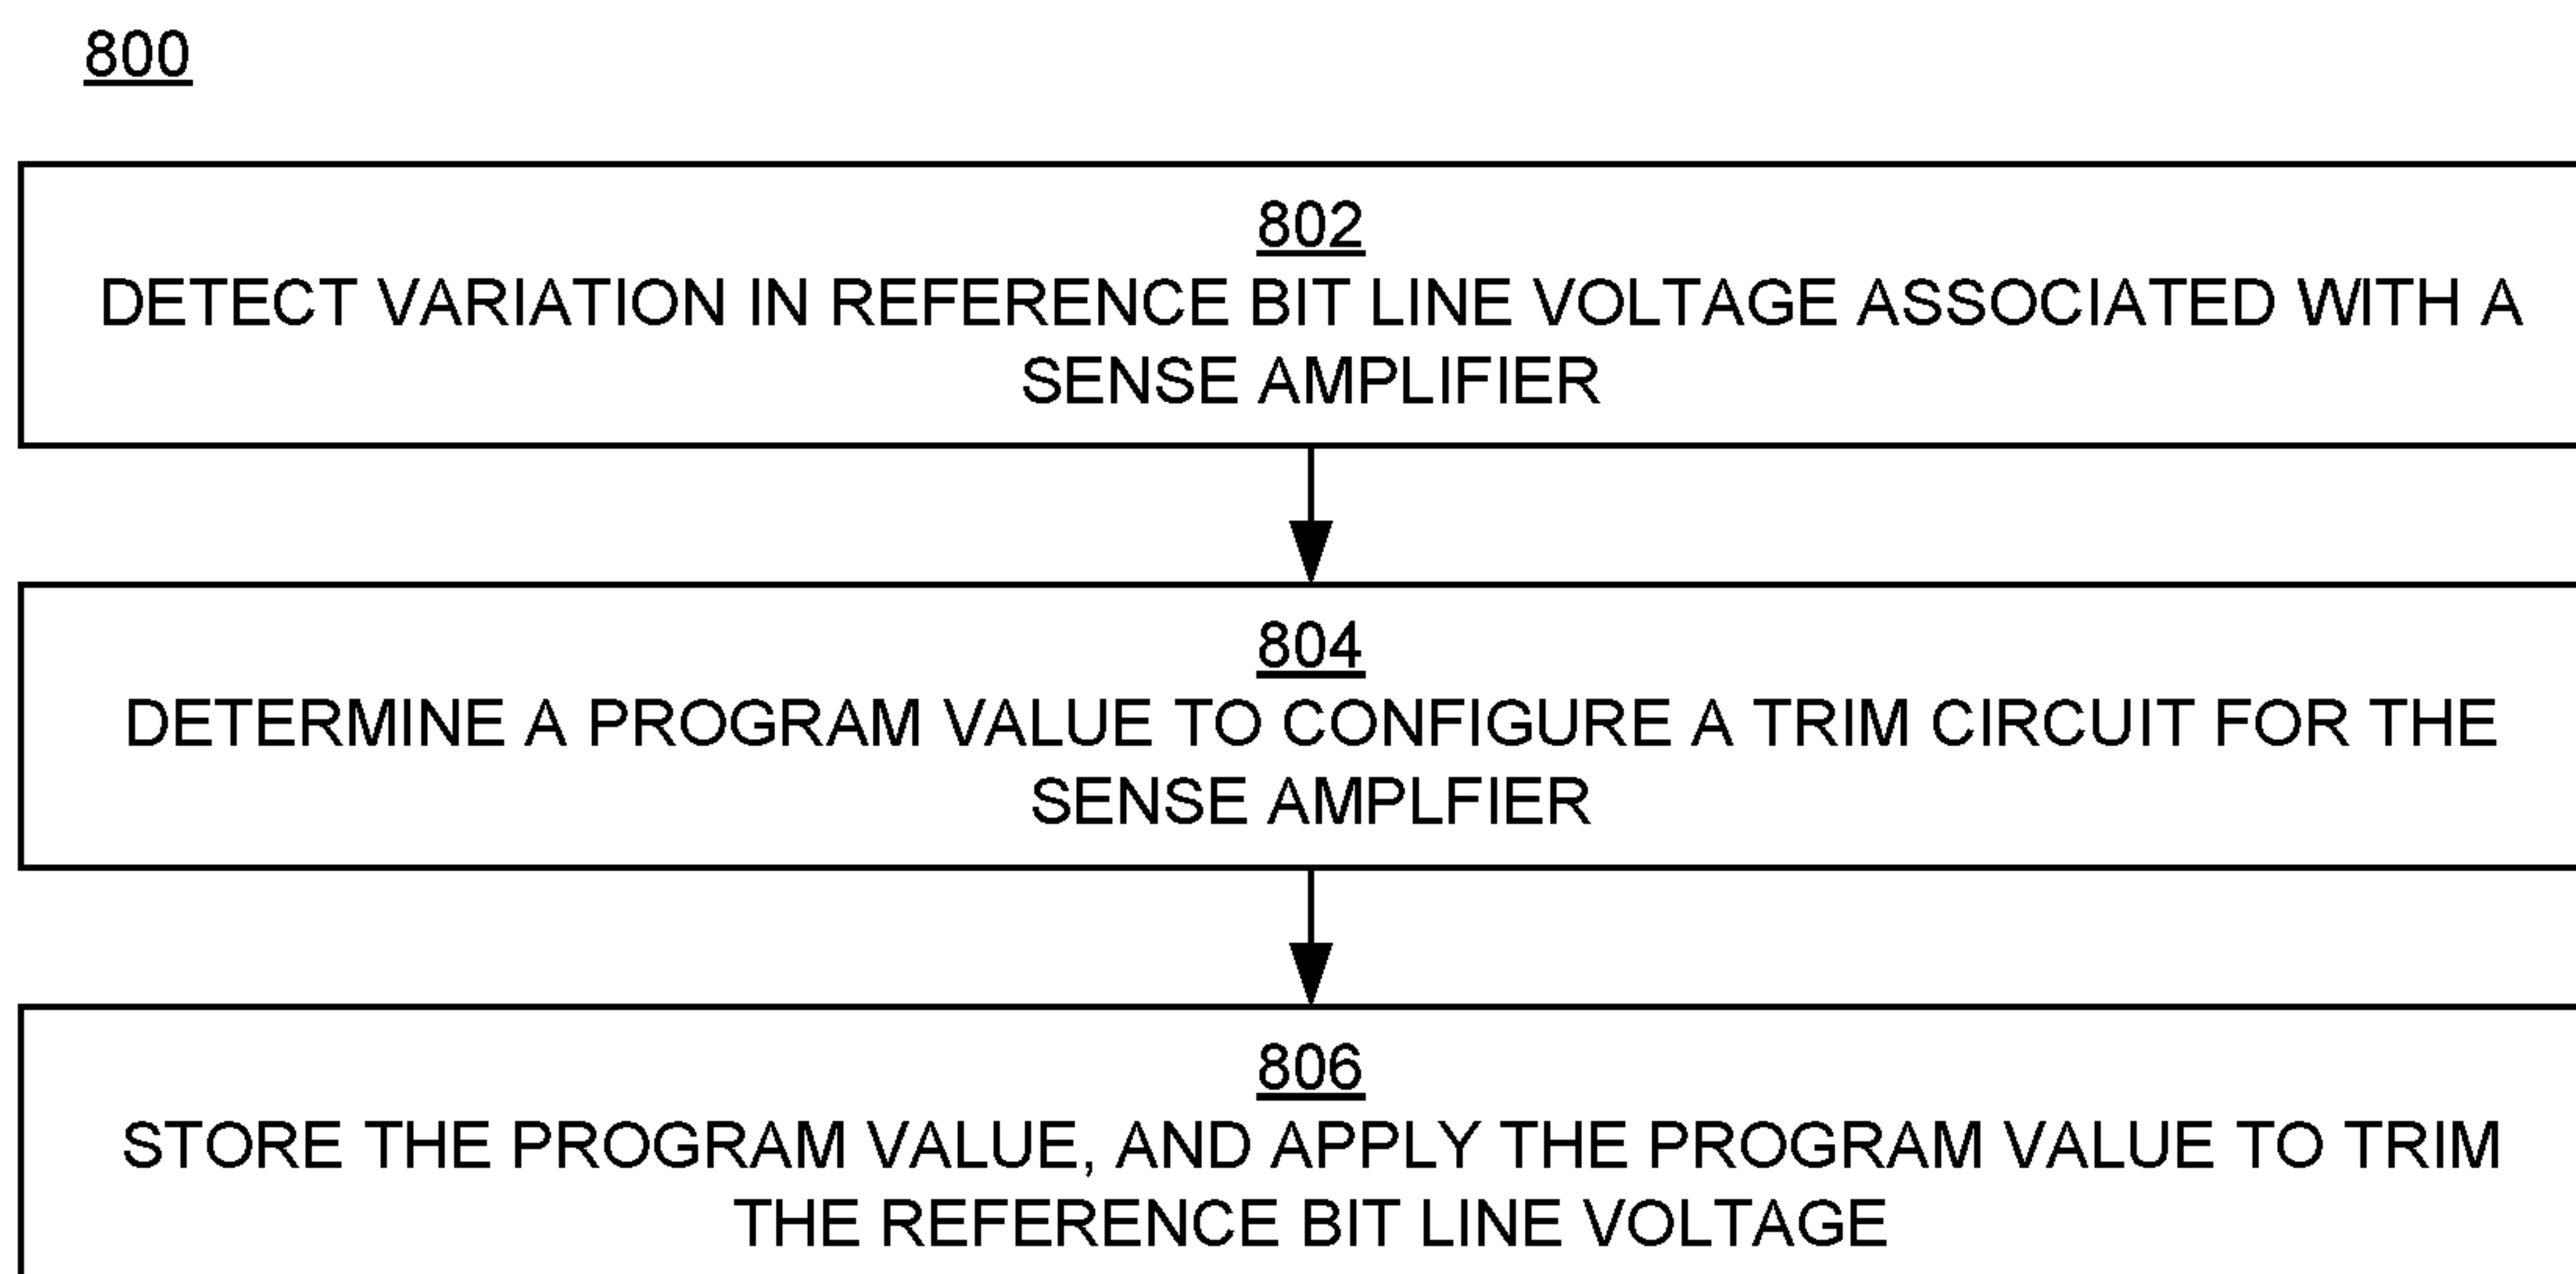 800
802
DETECT VARIATION IN REFERENCE BIT LINE VOLTAGE ASSOCIATED WITH A
SENSE AMPLIFIER
804
DETERMINE A PROGRAM VALUE TO CONFIGURE A TRIM CIRCUIT FOR THE
SENSE AMPLFIER
806
STORE THE PROGRAM VALUE, AND APPLY THE PROGRAM VALUE TO TRIM
THE REFERENCE BIT LINE VOLTAGE